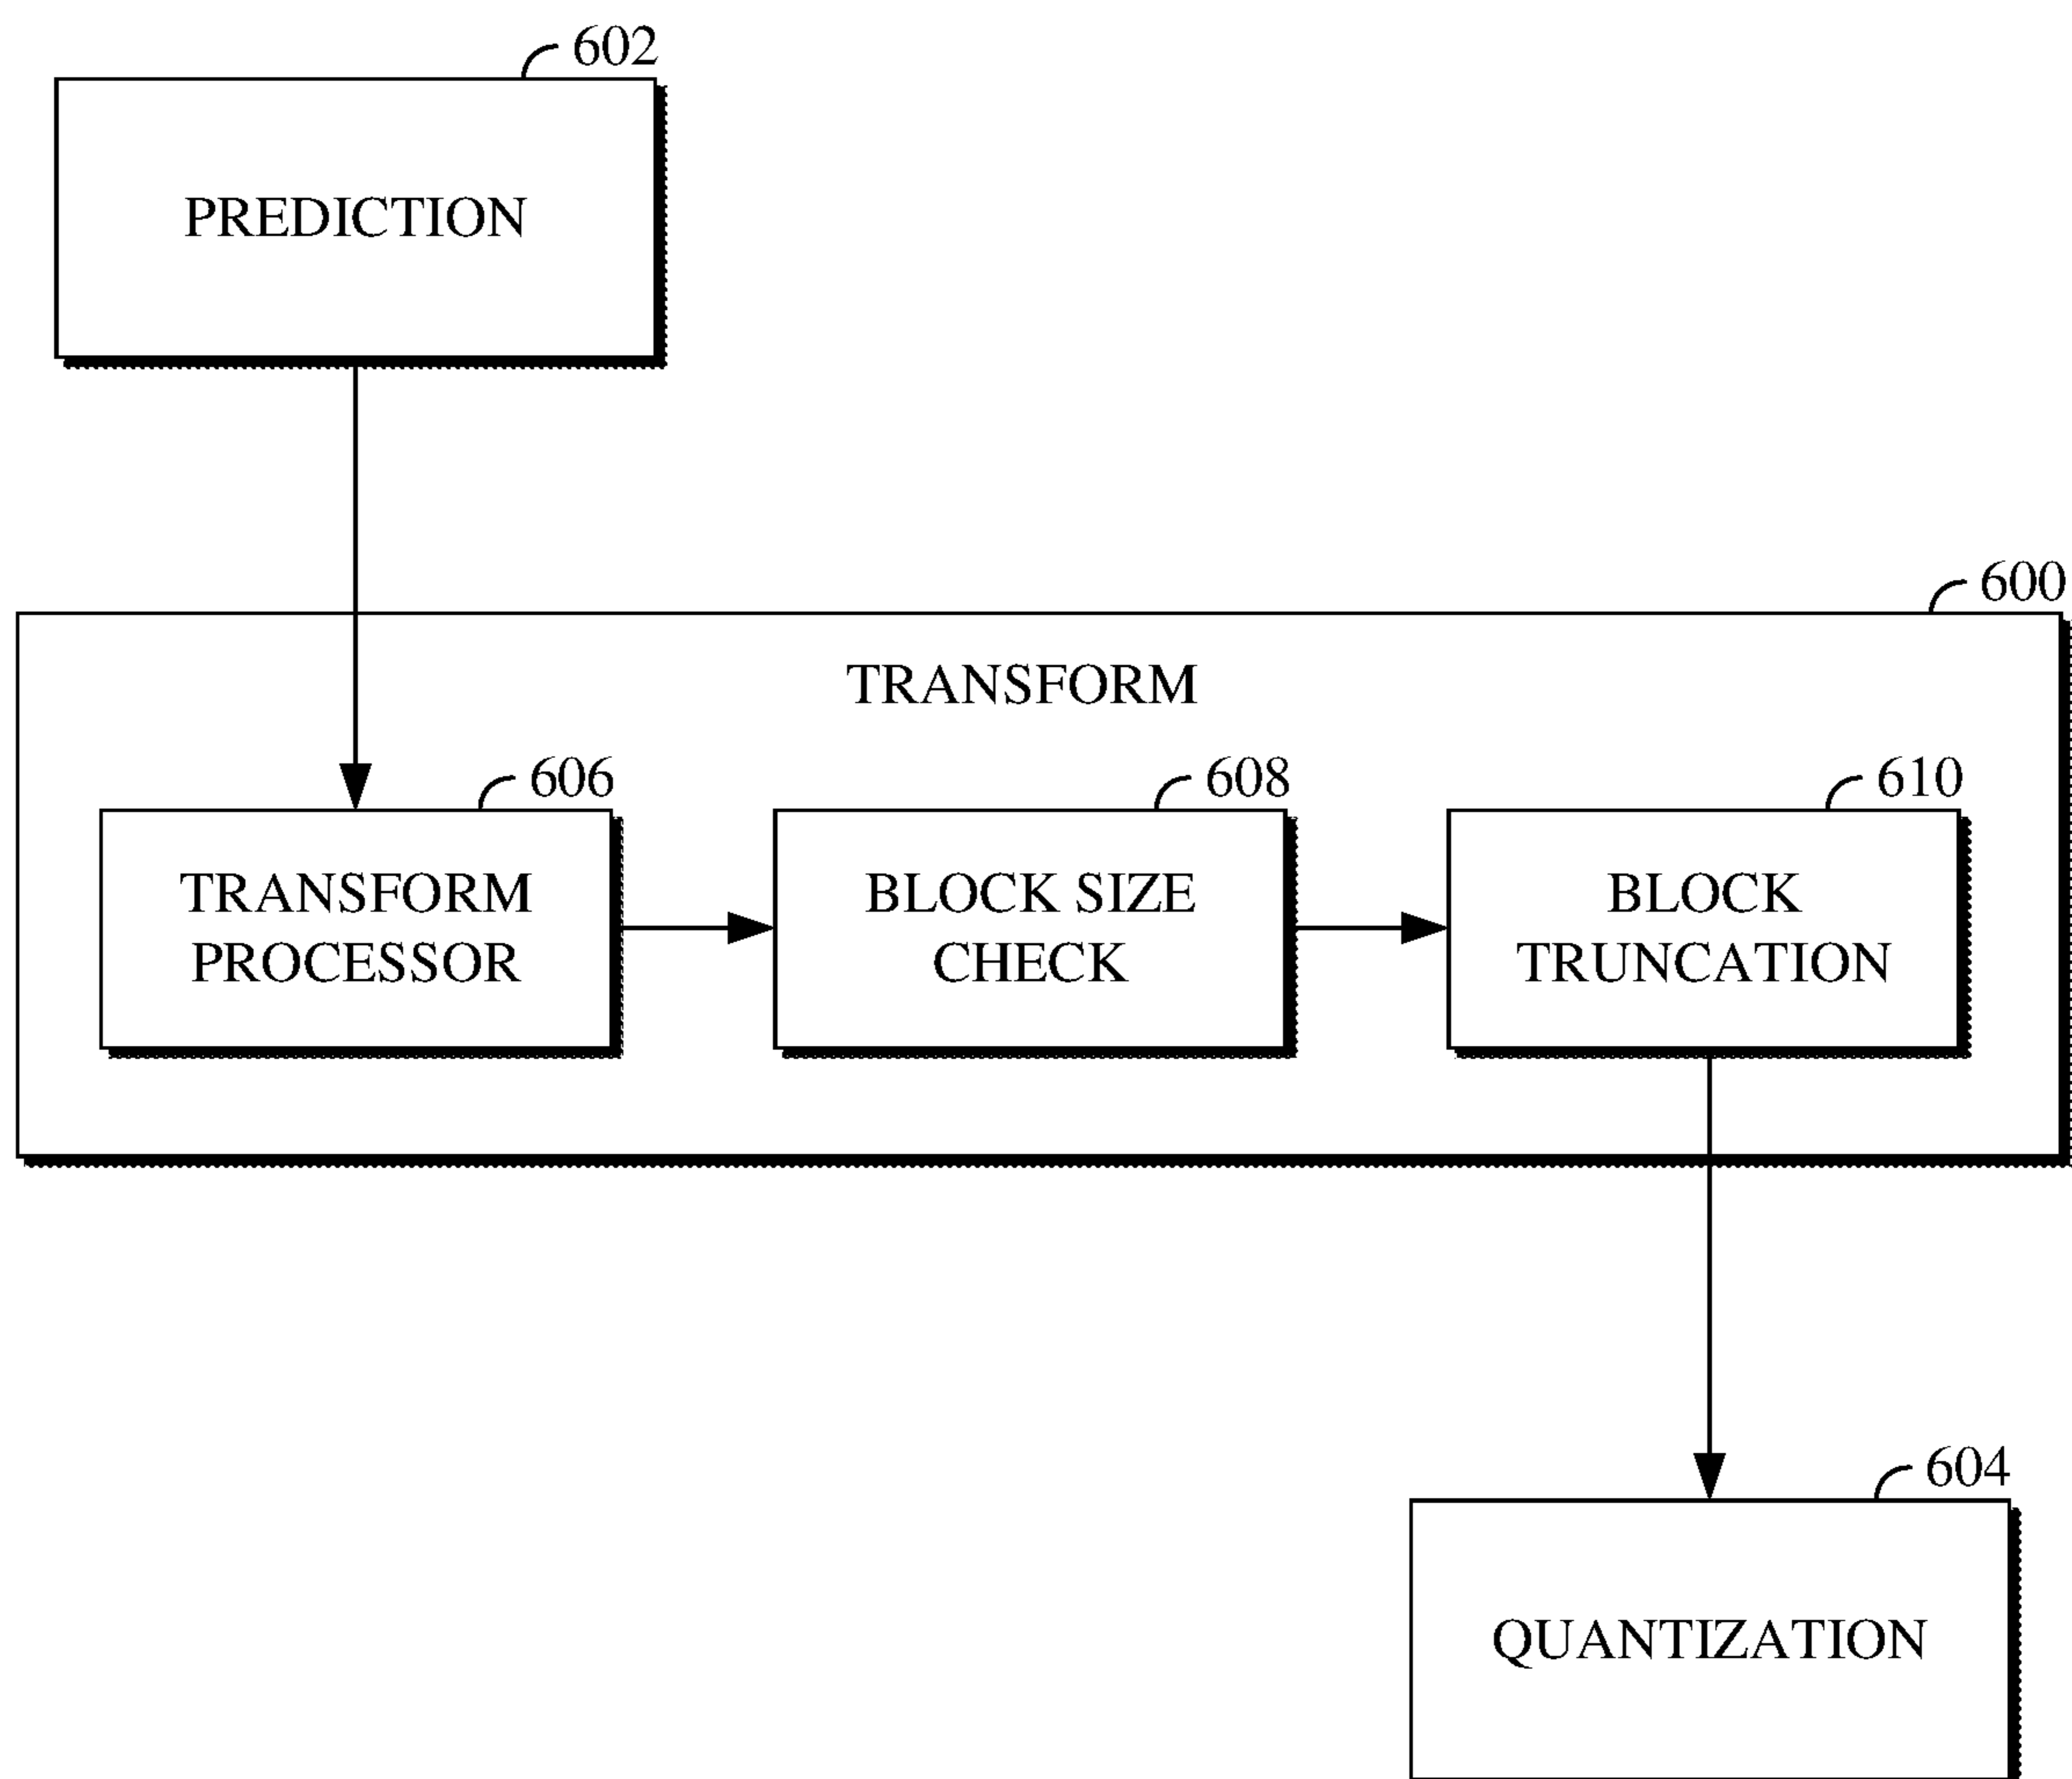 602
PREDICTION
600
TRANSFORM
606
TRANSFORM
PROCESSOR
608
BLOCK SIZE
CHECK
610
BLOCK
TRUNCATION
604
QUANTIZATION